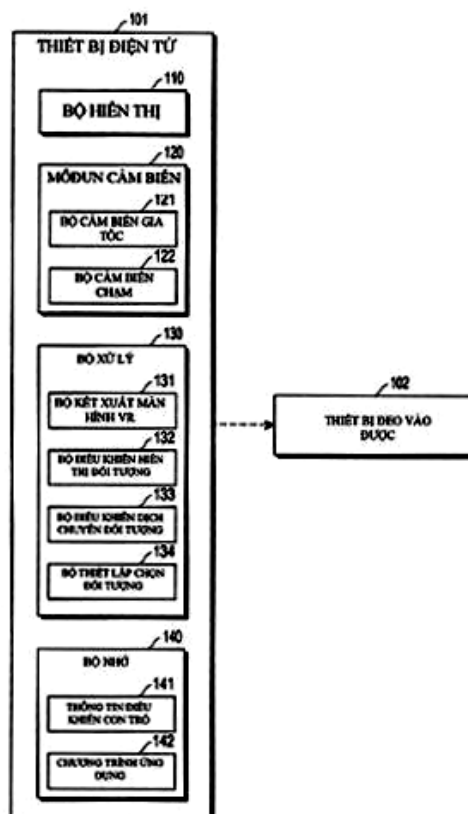 101
THIẾT BỊ ĐIỆN TỬ
110
BỘ HIỂN THỊ
120
MÔĐUN CẢM BIẾN
121
BỘ CẢM BIẾN GIA
TỐC
122
BỘ CẢM BIẾN
CHẠM
130
BỘ XỬ LÝ
131
BỘ KẾT XUẤT MÀN
HÌNH VR
132
BỘ ĐIỀU KHIỂN HIỂN
THỊ ĐỐI TƯỢNG
133
BỘ ĐIỀU KHIỂN DỊCH
CHUYỂN ĐỐI TƯỢNG
134
BỘ THIẾT LẬP CHỌN
ĐỐI TƯỢNG
140
BỘ NHỚ
141
THÔNG TIN ĐIỀU
KHIỂN CON TRỎ
142
CHƯƠNG TRÌNH ỨNG
DỤNG
102
THIẾT BỊ ĐEO VÀO
ĐƯỢC